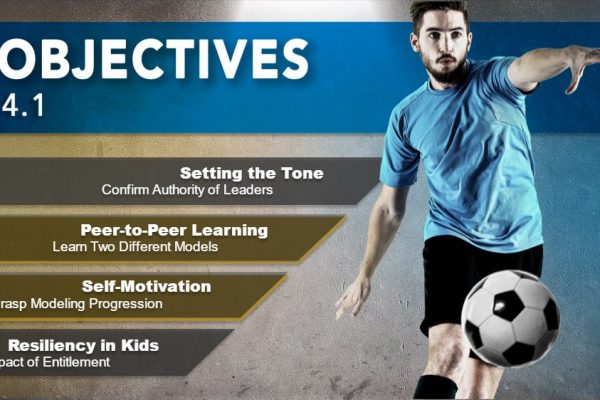 OBJECTIVES
4.1
Setting the Tone
Confirm Authority of Leaders
Peer-to-Peer Learning
Learn Two Different Models
Self-Motivation
rasp Modeling Progression
Resiliency in Kids
pact of Entitlement